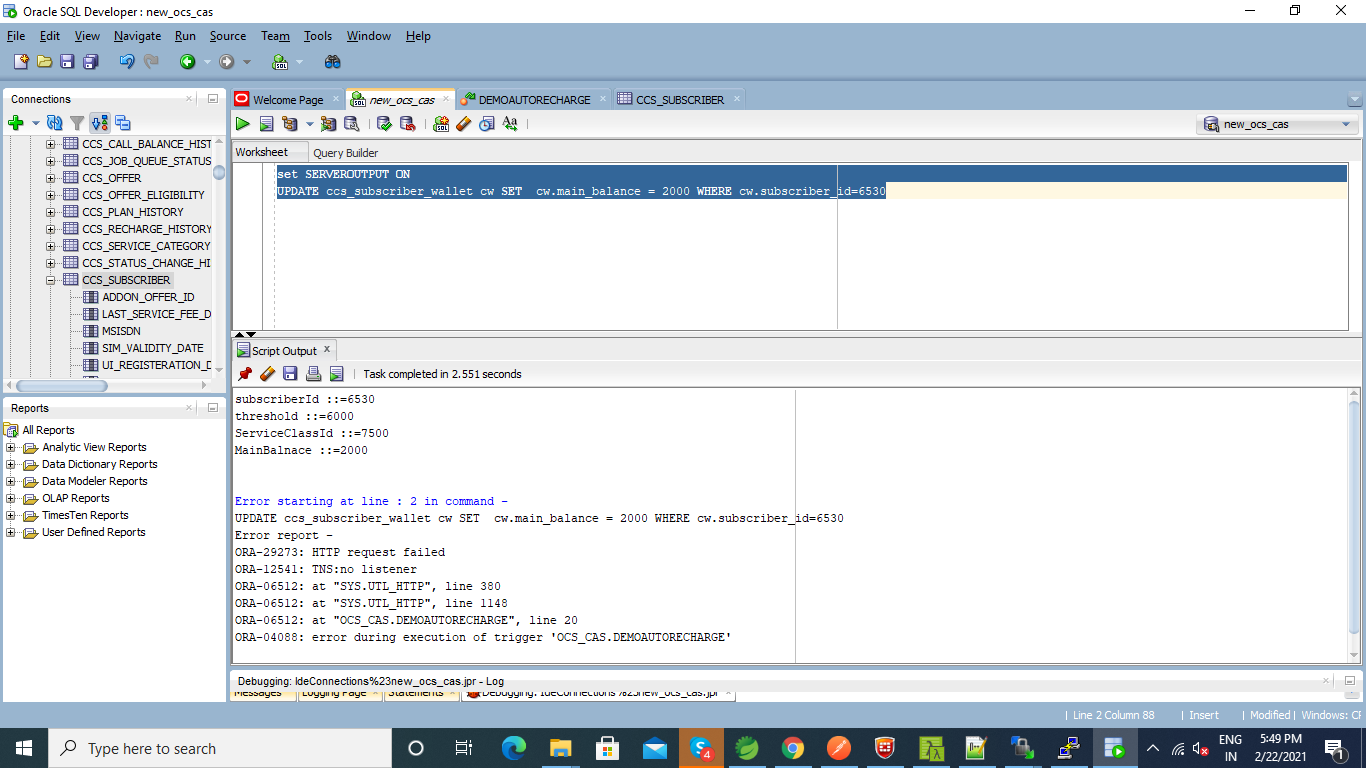 Oracle SQL Developer : new_ocs_cas
File Edit View Navigate Run Source Team Tools Window Help
Connections
CCS_CALL_BALANCE_HIST
CCS_JOB_QUEUE_STATUS
CCS_OFFER
CCS_OFFER_ELIGIBILITY
CCS_PLAN_HISTORY
CCS_RECHARGE_HISTORY
CCS_SERVICE_CATEGORY
CCS_STATUS_CHANGE_HI
CCS_SUBSCRIBER
ADDON_OFFER_ID
LAST_SERVICE_FEE_D
MSISDN
SIM_VALIDITY_DATE
UI_REGISTERATION_D
Reports
All Reports
Analytic View Reports
Data Dictionary Reports
Data Modeler Reports
OLAP Reports
TimesTen Reports
User Defined Reports
Welcome Page new_ocs_cas DEMOAUTORECHARGE CCS_SUBSCRIBER
new_ocs_cas
Worksheet Query Builder
set SERVEROUTPUT ON
UPDATE ccs_subscriber_wallet cw SET  cw.main_balance = 2000 WHERE cw.subscriber_id=6530
Script Output x
Task completed in 2.551 seconds
subscriberId ::=6530
threshold ::=6000
ServiceClassId ::=7500
MainBalnace ::=2000
Error starting at line : 2 in command -
UPDATE ccs_subscriber_wallet cw SET  cw.main_balance = 2000 WHERE cw.subscriber_id=6530
Error report -
ORA-29273: HTTP request failed
ORA-12541: TNS:no listener
ORA-06512: at "SYS.UTL_HTTP", line 380
ORA-06512: at "SYS.UTL_HTTP", line 1148
ORA-06512: at "OCS_CAS.DEMOAUTORECHARGE", line 20
ORA-04088: error during execution of trigger 'OCS_CAS.DEMOAUTORECHARGE'
Debugging: IdeConnections%23new_ocs_cas.jpr - Log
Messages Logging Page Statements Debugging: IdeConnections%23new_ocs_cas.jpr
Line 2 Column 88 Insert Modified Windows: CF
Type here to search
ENG
IN
5:49 PM
2/22/2021